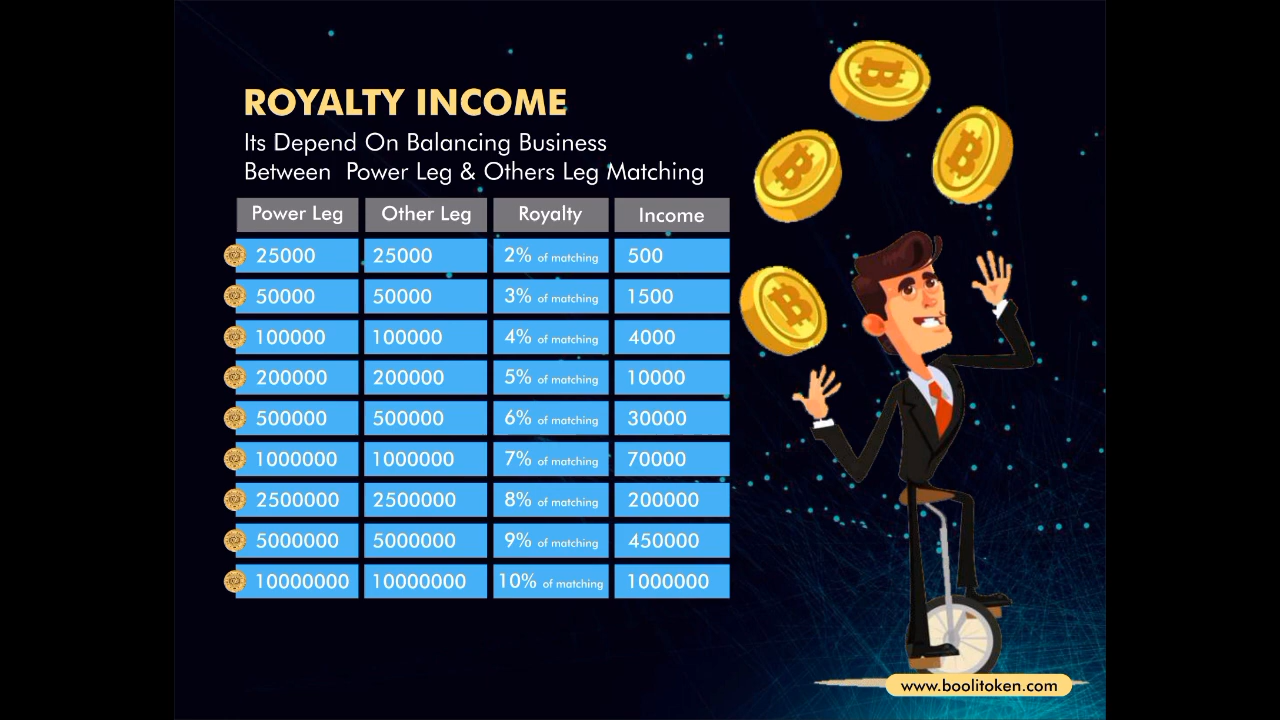 ROYALTY INCOME
Its Depend On Balancing Business
Between Power Leg & Others Leg Matching
Power Leg Other Leg Royalty Income
25000 25000 2% of matching 500
50000 50000 3% of matching 1500
100000 100000 4% of matching 4000
200000 200000 5% of matching 10000
500000 500000 6% of matching 30000
1000000 1000000 7% of matching 70000
2500000 2500000 8% of matching 200000
5000000 5000000 9% of matching 450000
10000000 10000000 10% of matching 1000000
www.boolitoken.com